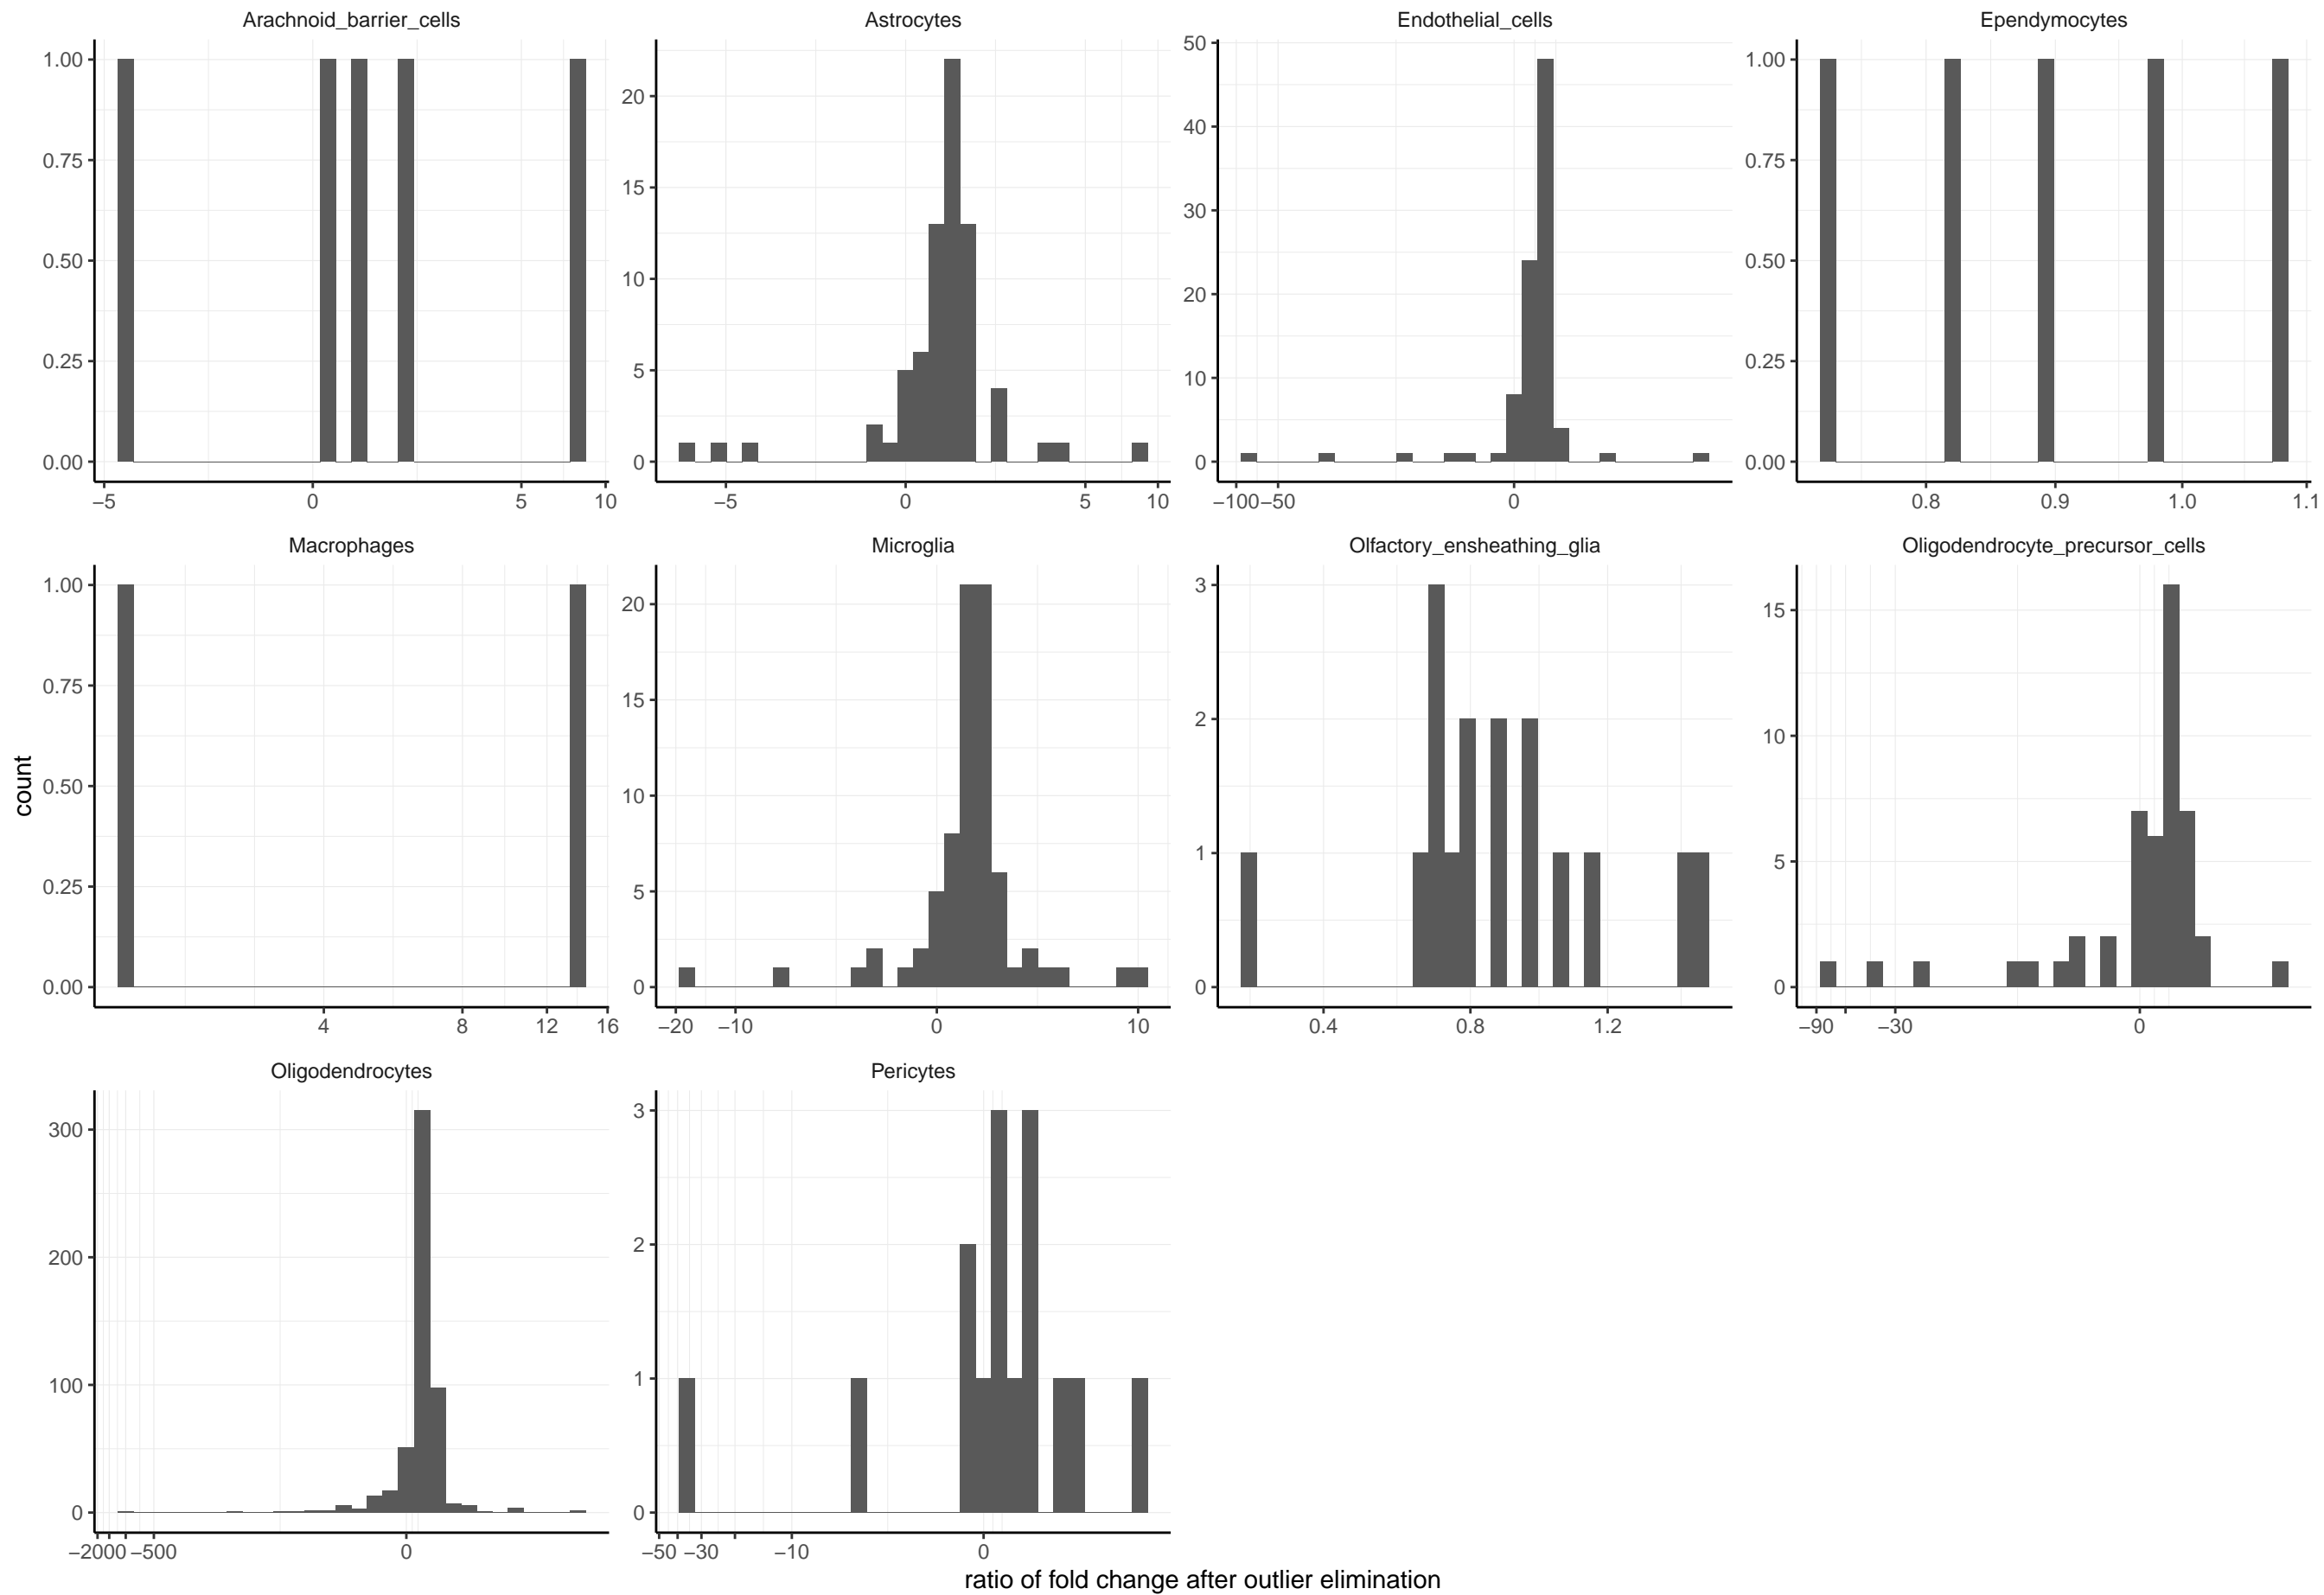 Arachnoid_barrier_cells
1.00
0.75
0.50
0.25
0.00
−5 0 5 10
Astrocytes
20
15
10
5
0
−5 0 5 10
Endothelial_cells
50
40
30
20
10
0
−100 −50 0
Ependymocytes
1.00
0.75
0.50
0.25
0.00
0.8 0.9 1.0 1.1
Macrophages
1.00
0.75
0.50
0.25
0.00
4 8 12 16
Microglia
20
15
10
5
0
−20 −10 0 10
Olfactory_ensheathing_glia
3
2
1
0
0.4 0.8 1.2
Oligodendrocyte_precursor_cells
15
10
5
0
−90 −30 0
Oligodendrocytes
300
200
100
0
−2000 −500 0
Pericytes
3
2
1
0
−50 −30 −10 0
count
ratio of fold change after outlier elimination